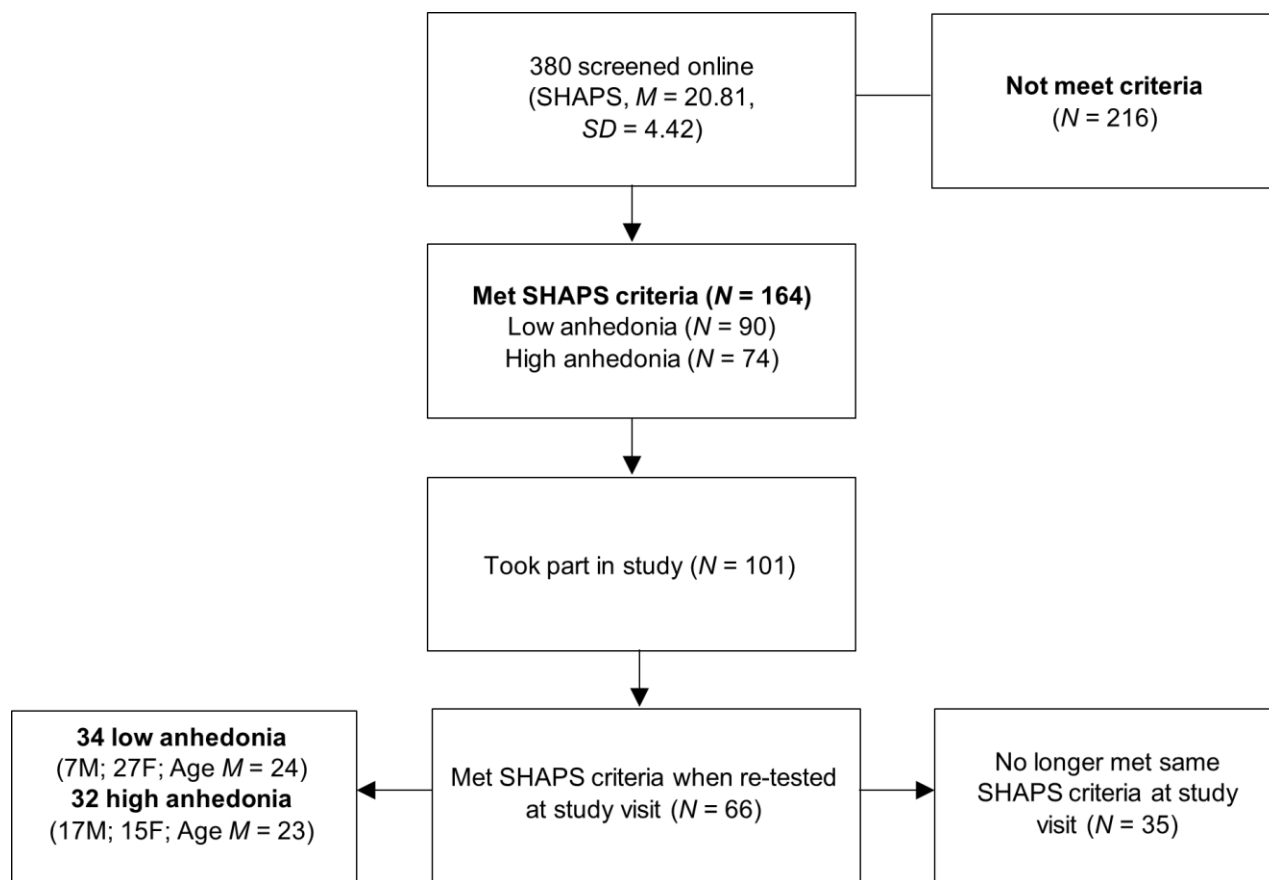 380 screened online
(SHAPS, M = 20.81,
SD = 4.42)
Not meet criteria
(N = 216)
Met SHAPS criteria (N = 164)
Low anhedonia (N = 90)
High anhedonia (N = 74)
Took part in study (N = 101)
34 low anhedonia
(7M; 27F; Age M = 24)
32 high anhedonia
(17M; 15F; Age M = 23)
Met SHAPS criteria when re-tested
at study visit (N = 66)
No longer met same
SHAPS criteria at study
visit (N = 35)